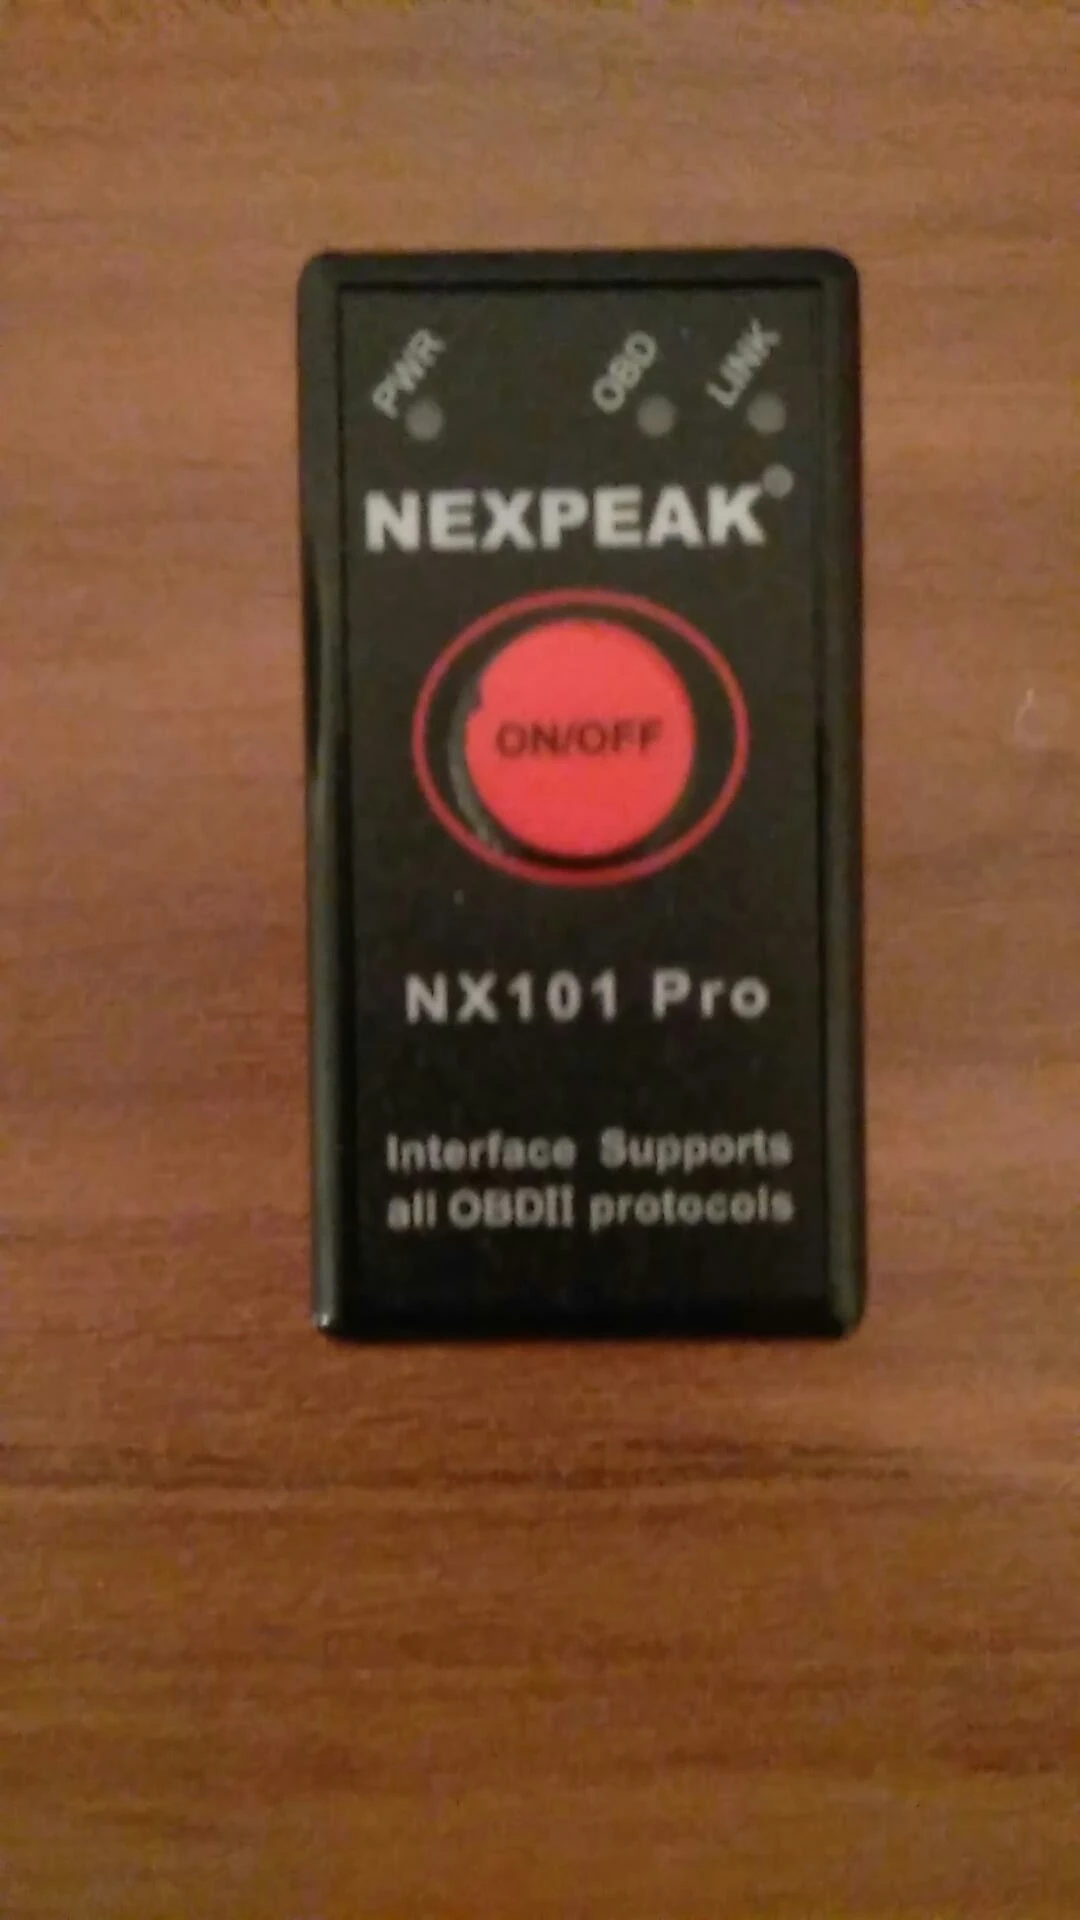 PWR OBD LINK
NEXPEAK
ON/OFF
NX101 Pro
Interface Supports
all OBDII protocols